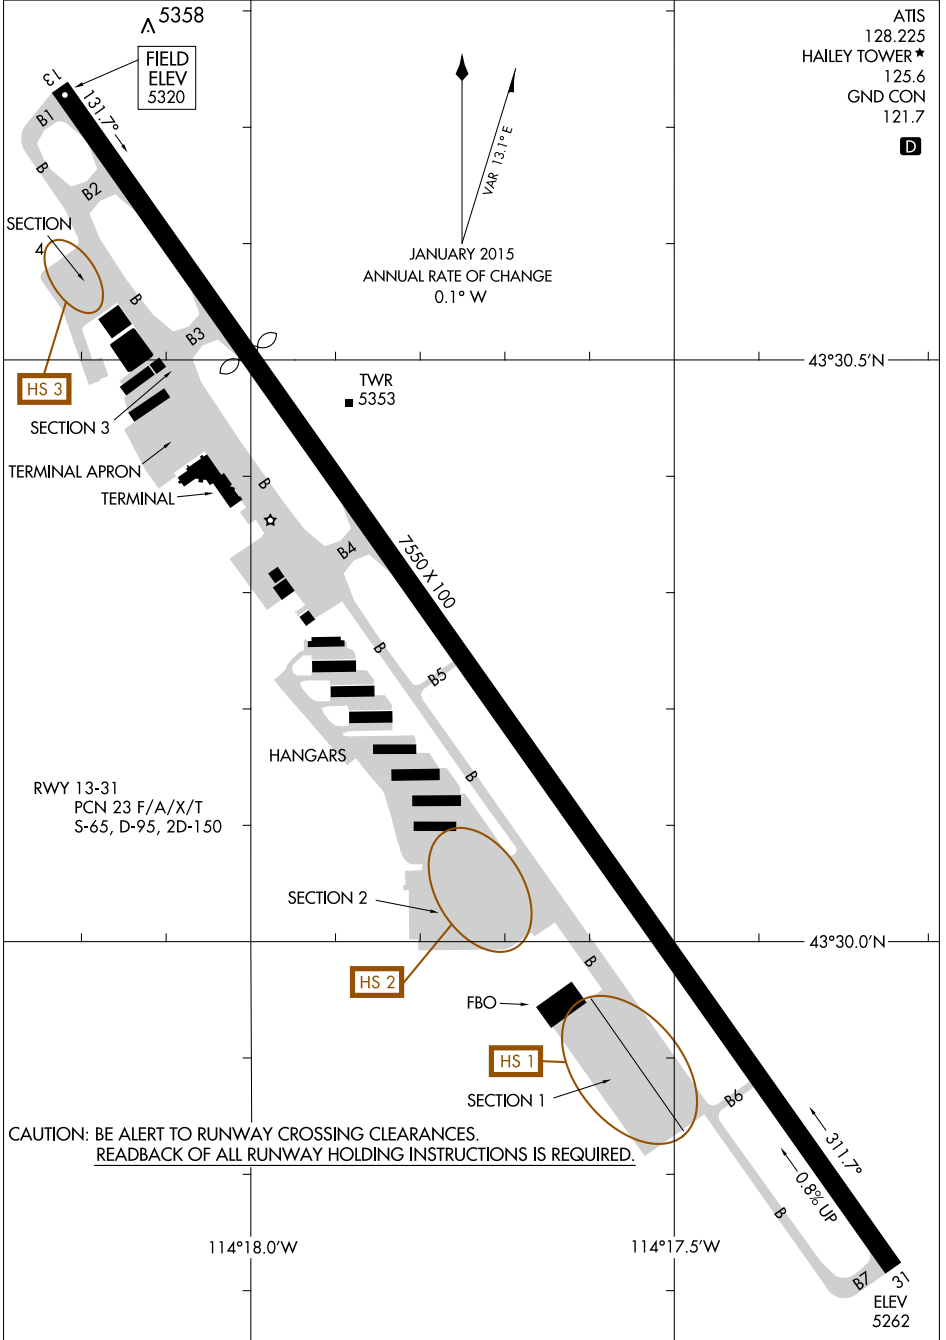 5358
FIELD
ELEV
5320
ATIS
128.225
HAILEY TOWER
125.6
GND CON
121.7
D
13
131.7°
B1
B
B2
VAR 13.1° E
JANUARY 2015
ANNUAL RATE OF CHANGE
0.1° W
SECTION
4
B
B3
HS 3
43°30.5'N
TWR
5353
SECTION 3
TERMINAL APRON
TERMINAL
B
B4
7550 X 100
B
B5
HANGARS
B
RWY 13-31
PCN 23 F/A/X/T
S-65, D-95, 2D-150
SECTION 2
43°30.0'N
HS 2
B
FBO
HS 1
SECTION 1
B6
CAUTION: BE ALERT TO RUNWAY CROSSING CLEARANCES.
READBACK OF ALL RUNWAY HOLDING INSTRUCTIONS IS REQUIRED.
311.7°
0.8% UP
B
114°18.0'W
114°17.5'W
B7
31
ELEV
5262